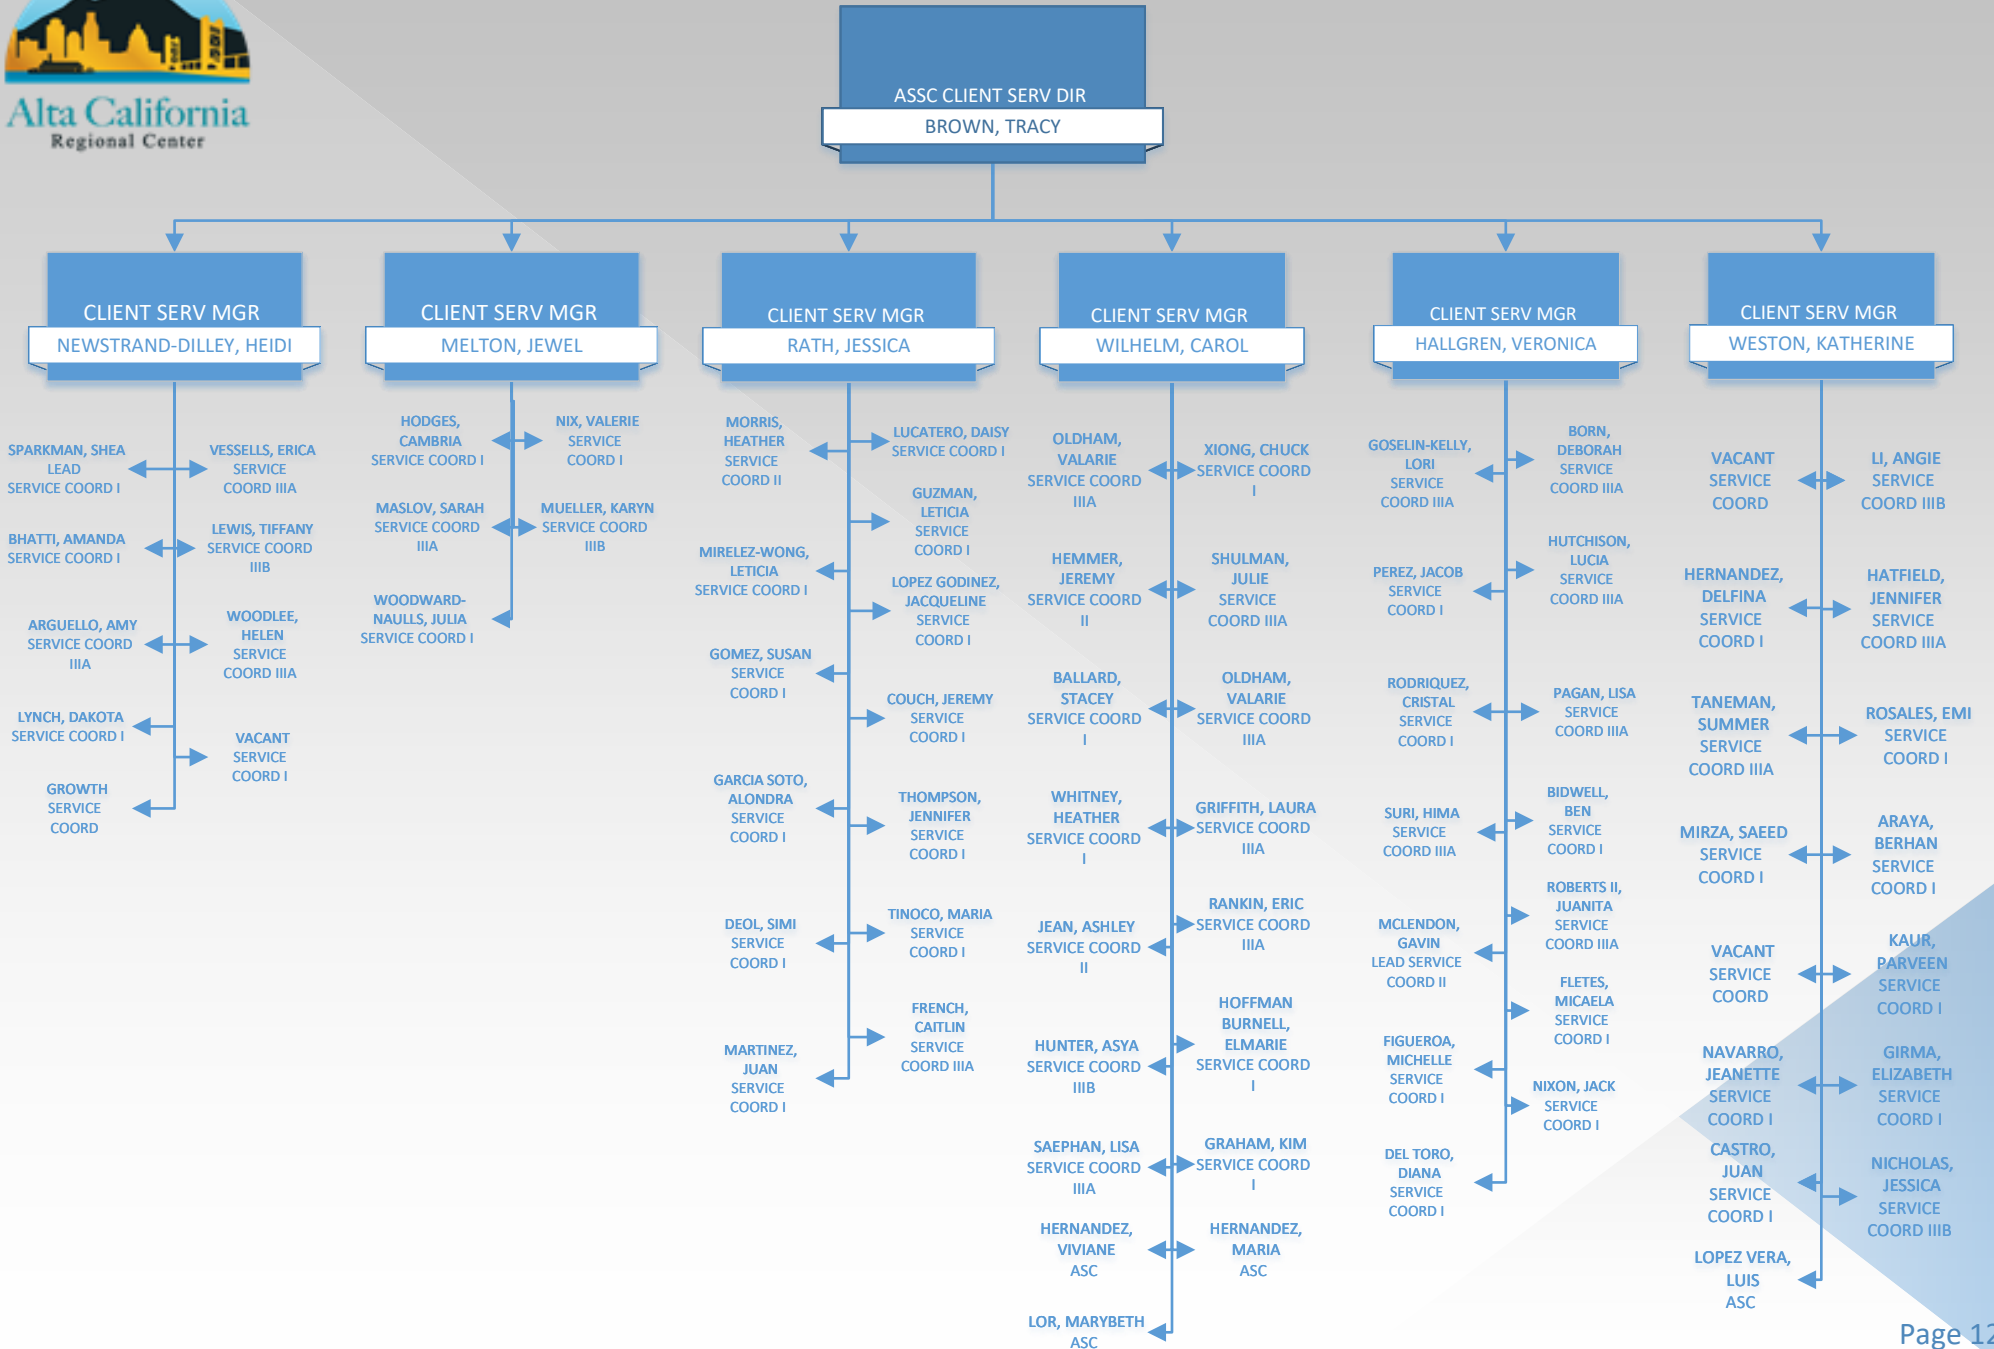 Alta California
Regional Center
ASSC CLIENT SERV DIR
BROWN, TRACY
CLIENT SERV MGR
NEWSTRAND-DILLEY, HEIDI
SPARKMAN, SHEA
LEAD
SERVICE COORD I
VESSELLS, ERICA
SERVICE
COORD IIIA
BHATTI, AMANDA
SERVICE COORD I
LEWIS, TIFFANY
SERVICE COORD
IIIB
ARGUELLO, AMY
SERVICE COORD
IIIA
WOODLEE,
HELEN
SERVICE
COORD IIIA
LYNCH, DAKOTA
SERVICE COORD I
VACANT
SERVICE
COORD I
GROWTH
SERVICE
COORD
CLIENT SERV MGR
MELTON, JEWEL
HODGES,
CAMBRIA
SERVICE COORD I
NIX, VALERIE
SERVICE
COORD I
MASLOV, SARAH
SERVICE COORD
IIIA
MUELLER, KARYN
SERVICE COORD
IIIB
WOODWARD-
NAULLS, JULIA
SERVICE COORD I
CLIENT SERV MGR
RATH, JESSICA
MORRIS,
HEATHER
SERVICE
COORD II
LUCATERO, DAISY
SERVICE COORD I
GUZMAN,
LETICIA
SERVICE
COORD I
MIRELEZ-WONG,
LETICIA
SERVICE COORD I
LOPEZ GODINEZ,
JACQUELINE
SERVICE
COORD I
GOMEZ, SUSAN
SERVICE
COORD I
COUCH, JEREMY
SERVICE
COORD I
GARCIA SOTO,
ALONDRA
SERVICE
COORD I
THOMPSON,
JENNIFER
SERVICE
COORD I
DEOL, SIMI
SERVICE
COORD I
TINOCO, MARIA
SERVICE
COORD I
FRENCH,
CAITLIN
SERVICE
COORD IIIA
MARTINEZ,
JUAN
SERVICE
COORD I
CLIENT SERV MGR
WILHELM, CAROL
OLDHAM,
VALARIE
SERVICE COORD
IIIA
XIONG, CHUCK
SERVICE COORD
I
HEMMER,
JEREMY
SERVICE COORD
II
SHULMAN,
JULIE
SERVICE
COORD IIIA
BALLARD,
STACEY
SERVICE COORD
I
OLDHAM,
VALARIE
SERVICE COORD
IIIA
WHITNEY,
HEATHER
SERVICE COORD
I
GRIFFITH, LAURA
SERVICE COORD
IIIA
JEAN, ASHLEY
SERVICE COORD
II
RANKIN, ERIC
SERVICE COORD
IIIA
HUNTER, ASYA
SERVICE COORD
IIIB
HOFFMAN
BURNELL,
ELMARIE
SERVICE COORD
I
SAEPHAN, LISA
SERVICE COORD
IIIA
GRAHAM, KIM
SERVICE COORD
I
HERNANDEZ,
VIVIANE
ASC
HERNANDEZ,
MARIA
ASC
LOR, MARYBETH
ASC
CLIENT SERV MGR
HALLGREN, VERONICA
GOSELIN-KELLY,
LORI
SERVICE
COORD IIIA
BORN,
DEBORAH
SERVICE
COORD IIIA
PEREZ, JACOB
SERVICE
COORD I
HUTCHISON,
LUCIA
SERVICE
COORD IIIA
RODRIQUEZ,
CRISTAL
SERVICE
COORD I
PAGAN, LISA
SERVICE
COORD IIIA
SURI, HIMA
SERVICE
COORD IIIA
BIDWELL,
BEN
SERVICE
COORD I
MCLENDON,
GAVIN
LEAD SERVICE
COORD II
ROBERTS II,
JUANITA
SERVICE
COORD IIIA
FLETES,
MICAELA
SERVICE
COORD I
FIGUEROA,
MICHELLE
SERVICE
COORD I
NIXON, JACK
SERVICE
COORD I
DEL TORO,
DIANA
SERVICE
COORD I
CLIENT SERV MGR
WESTON, KATHERINE
VACANT
SERVICE
COORD
LI, ANGIE
SERVICE
COORD IIIB
HERNANDEZ,
DELFINA
SERVICE
COORD I
HATFIELD,
JENNIFER
SERVICE
COORD IIIA
TANEMAN,
SUMMER
SERVICE
COORD IIIA
ROSALES, EMI
SERVICE
COORD I
MIRZA, SAEED
SERVICE
COORD I
ARAYA,
BERHAN
SERVICE
COORD I
VACANT
SERVICE
COORD
KAUR,
PARVEEN
SERVICE
COORD I
NAVARRO,
JEANETTE
SERVICE
COORD I
GIRMA,
ELIZABETH
SERVICE
COORD I
CASTRO,
JUAN
SERVICE
COORD I
NICHOLAS,
JESSICA
SERVICE
COORD IIIB
LOPEZ VERA,
LUIS
ASC
Page 12